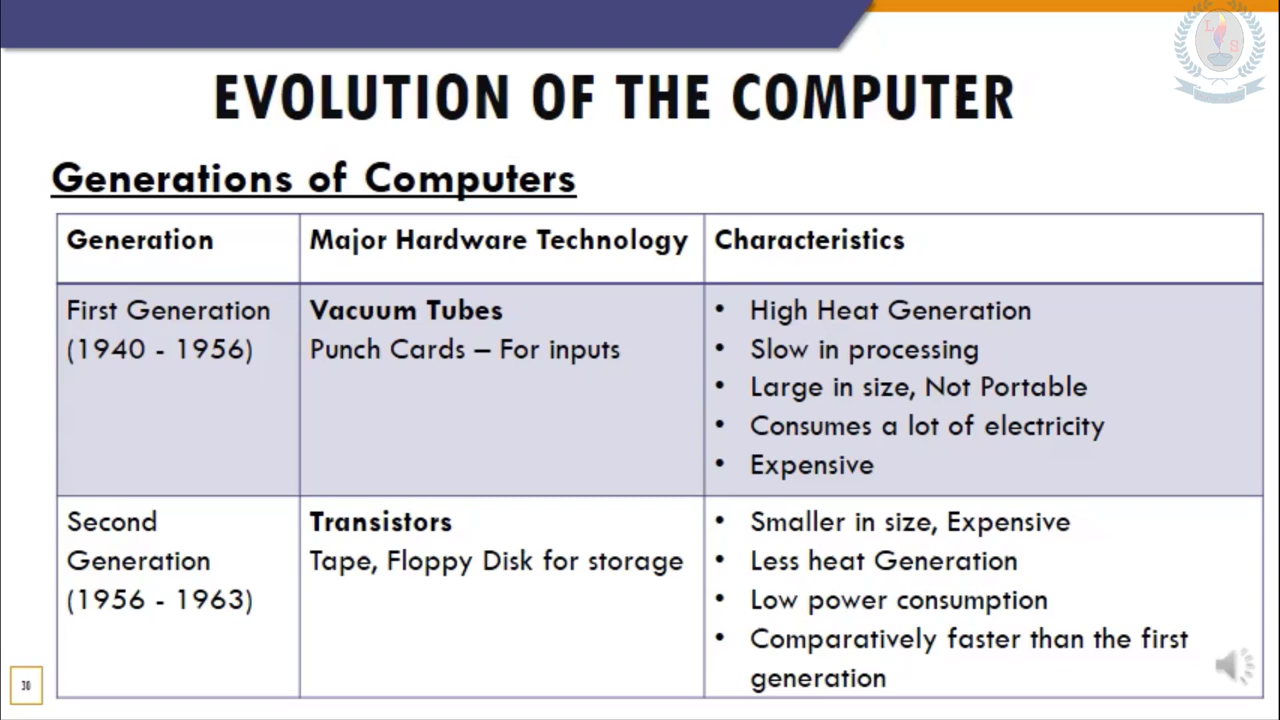 L
S
EVOLUTION OF THE COMPUTER
Generations of Computers
Generation
Major Hardware Technology
Characteristics
First Generation
(1940 - 1956)
Vacuum Tubes
Punch Cards – For inputs
• High Heat Generation
• Slow in processing
• Large in size, Not Portable
• Consumes a lot of electricity
• Expensive
Second
Generation
(1956 - 1963)
Transistors
Tape, Floppy Disk for storage
• Smaller in size, Expensive
• Less heat Generation
• Low power consumption
• Comparatively faster than the first
generation
30